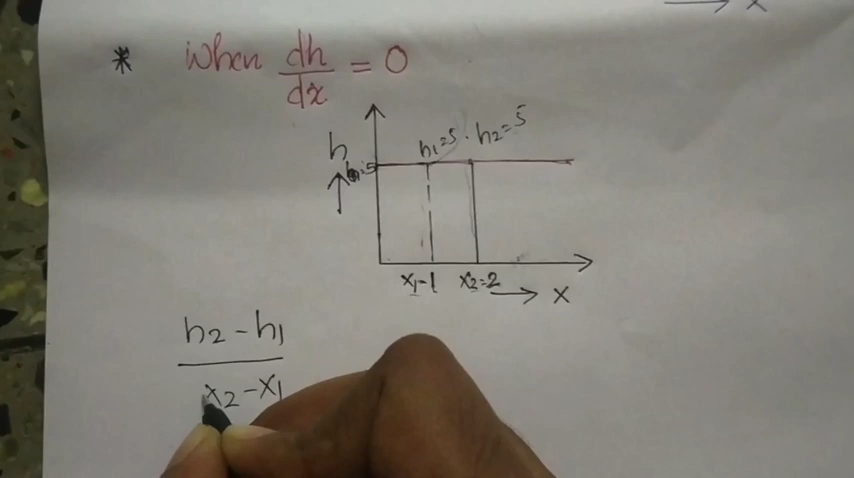 → x
* When dh/dx = 0
h₁=5 . h₂=5
h
x₁-1 x₂=2
→ x
h₂ - h₁
x₂ - x₁